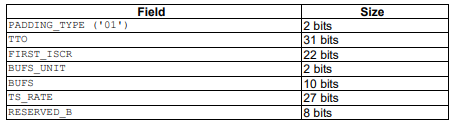 Field Size
PADDING_TYPE ('01') 2 bits
TTO 31 bits
FIRST_ISCR 22 bits
BUFS_UNIT 2 bits
BUFS 10 bits
TS_RATE 27 bits
RESERVED_B 8 bits